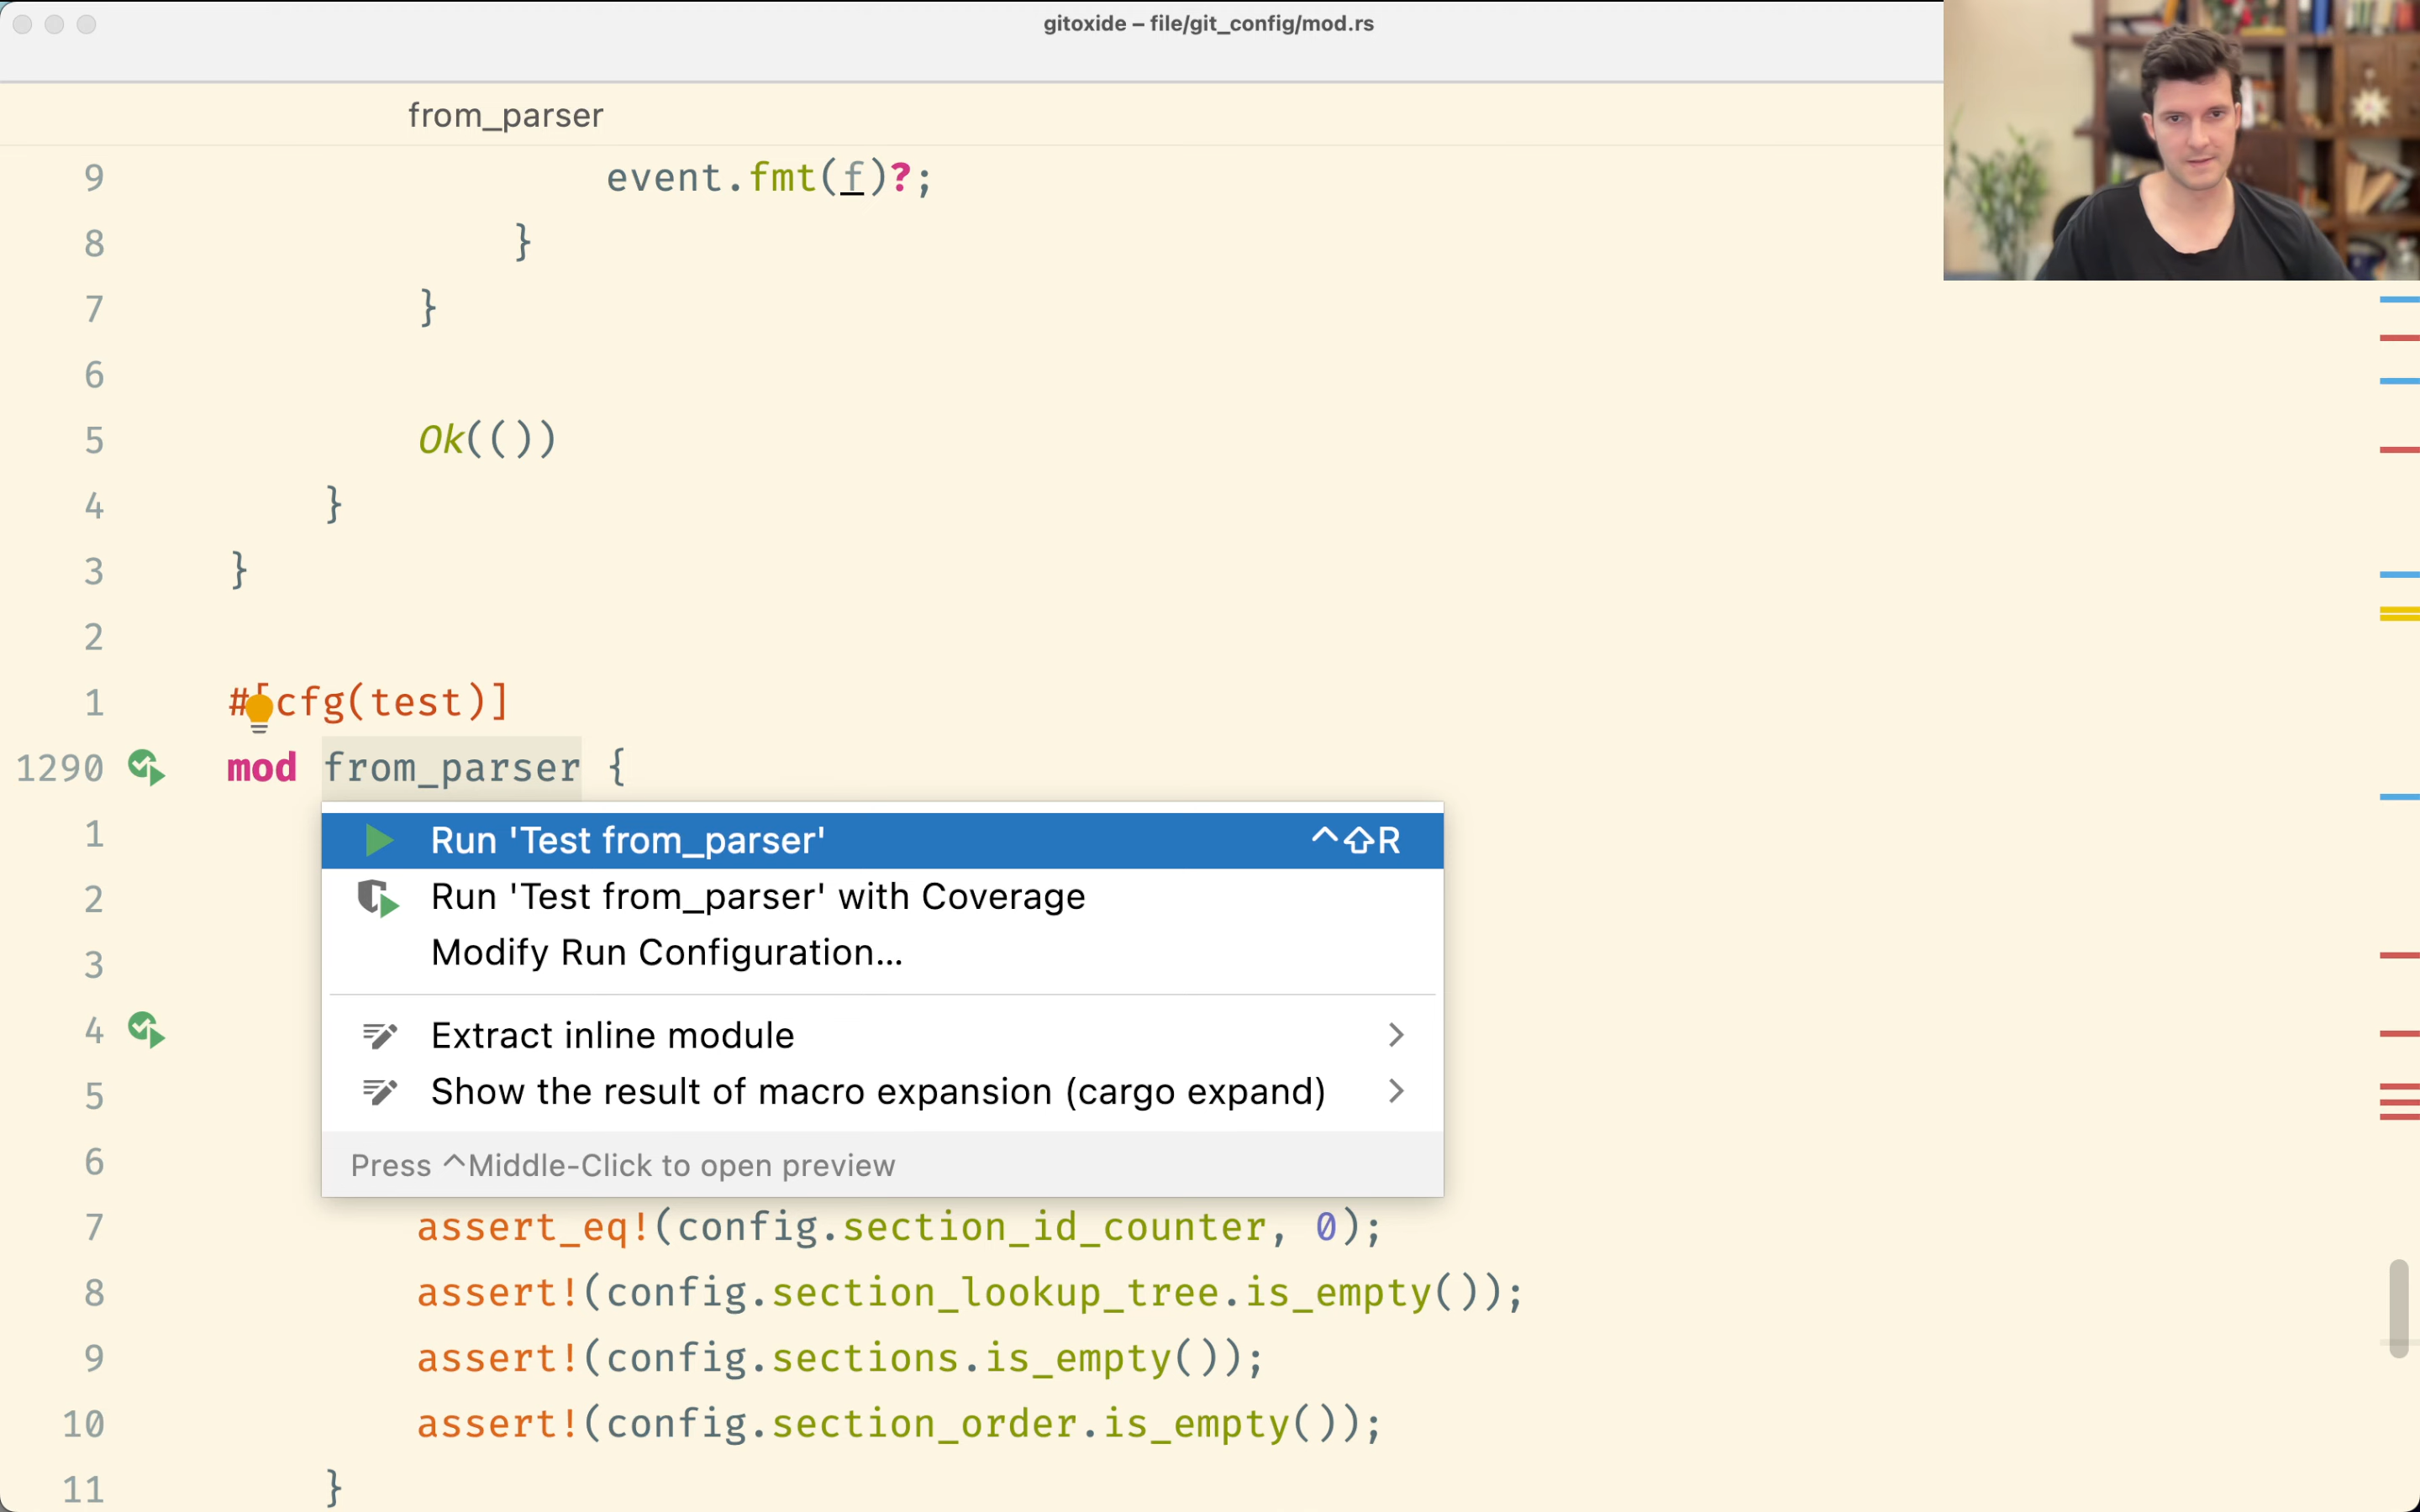 gitoxide – file/git_config/mod.rs
from_parser
9 event.fmt(f)?;
8 }
7 }
6
5 Ok(())
4 }
3 }
2
1 #[cfg(test)]
1290 mod from_parser {
1
Run 'Test from_parser' ^⇧R
2 Run 'Test from_parser' with Coverage
3 Modify Run Configuration...
4 Extract inline module
5 Show the result of macro expansion (cargo expand)
6 Press ^Middle-Click to open preview
7 assert_eq!(config.section_id_counter, 0);
8 assert!(config.section_lookup_tree.is_empty());
9 assert!(config.sections.is_empty());
10 assert!(config.section_order.is_empty());
11 }